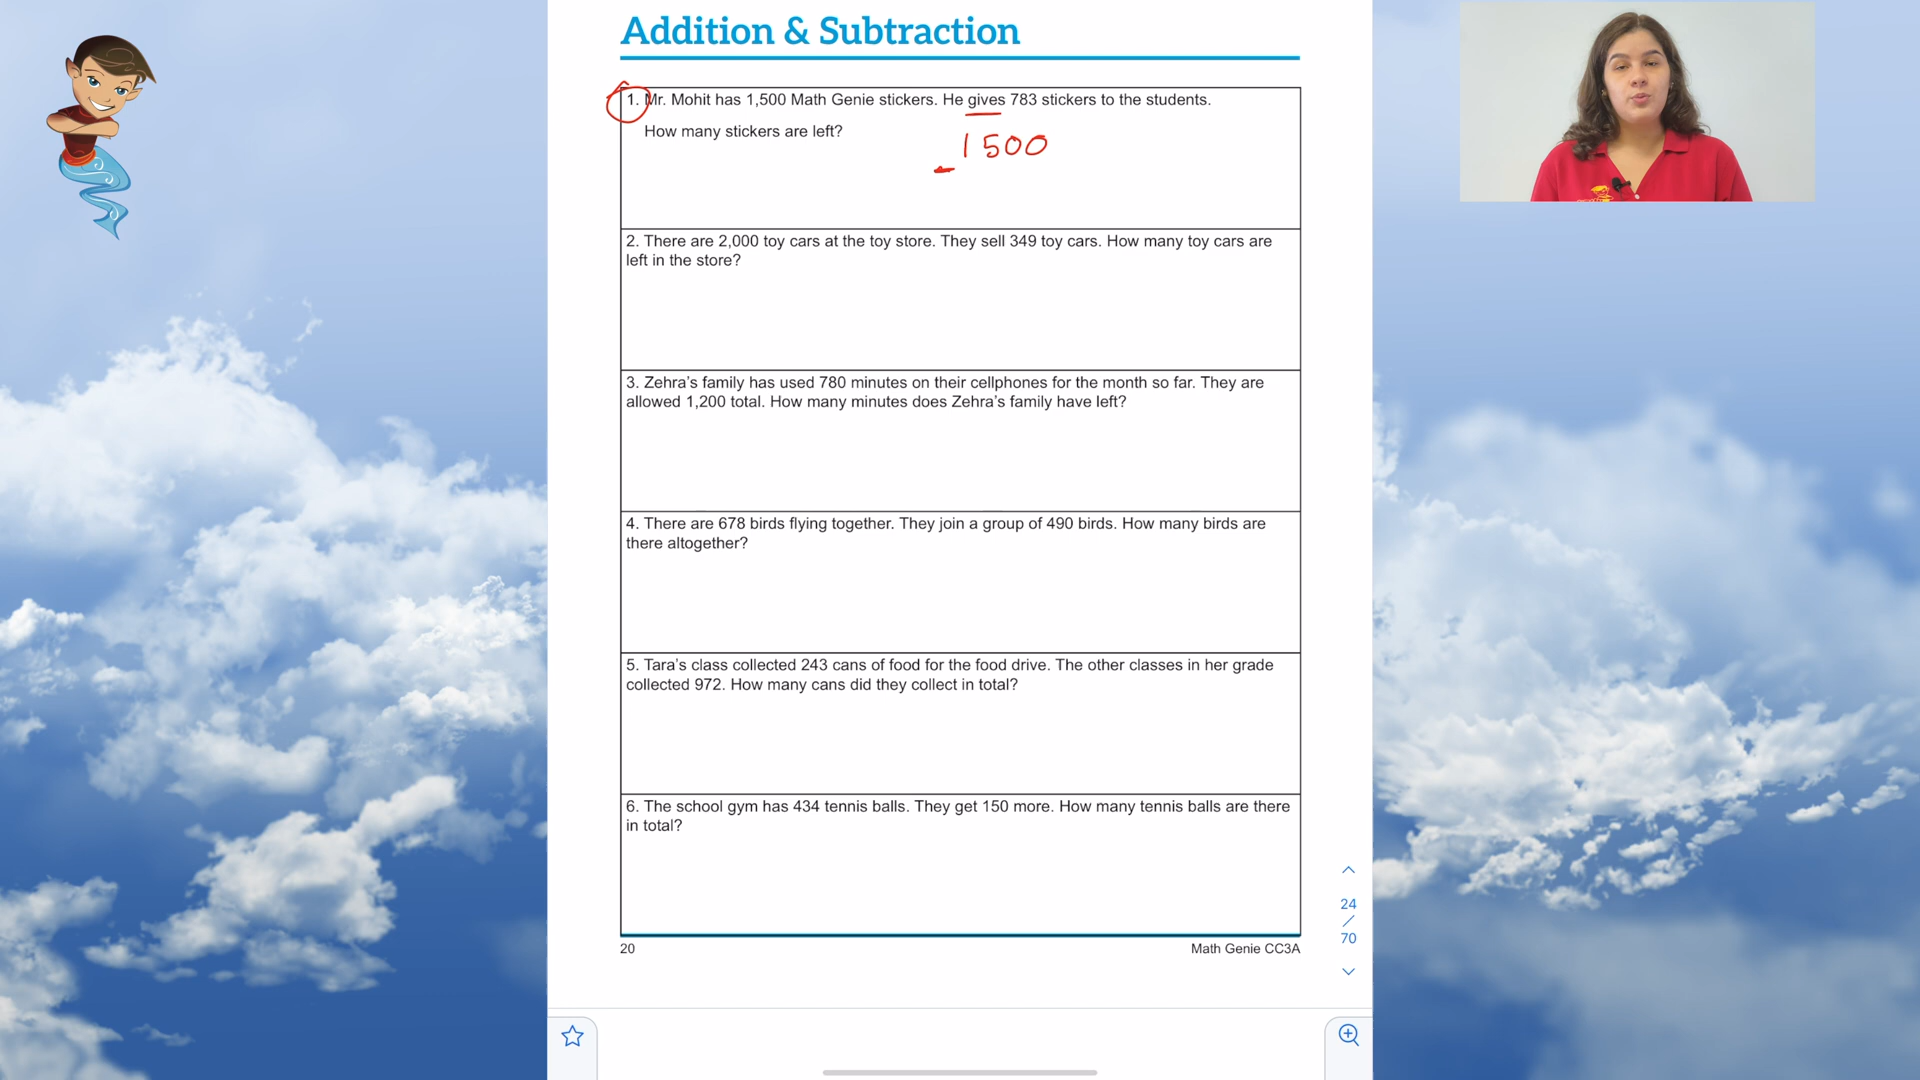 Addition & Subtraction
1. Mr. Mohit has 1,500 Math Genie stickers. He gives 783 stickers to the students.
How many stickers are left?
1500
-
2. There are 2,000 toy cars at the toy store. They sell 349 toy cars. How many toy cars are
left in the store?
3. Zehra’s family has used 780 minutes on their cellphones for the month so far. They are
allowed 1,200 total. How many minutes does Zehra’s family have left?
4. There are 678 birds flying together. They join a group of 490 birds. How many birds are
there altogether?
5. Tara’s class collected 243 cans of food for the food drive. The other classes in her grade
collected 972. How many cans did they collect in total?
6. The school gym has 434 tennis balls. They get 150 more. How many tennis balls are there
in total?
24
/
70
20 Math Genie CC3A